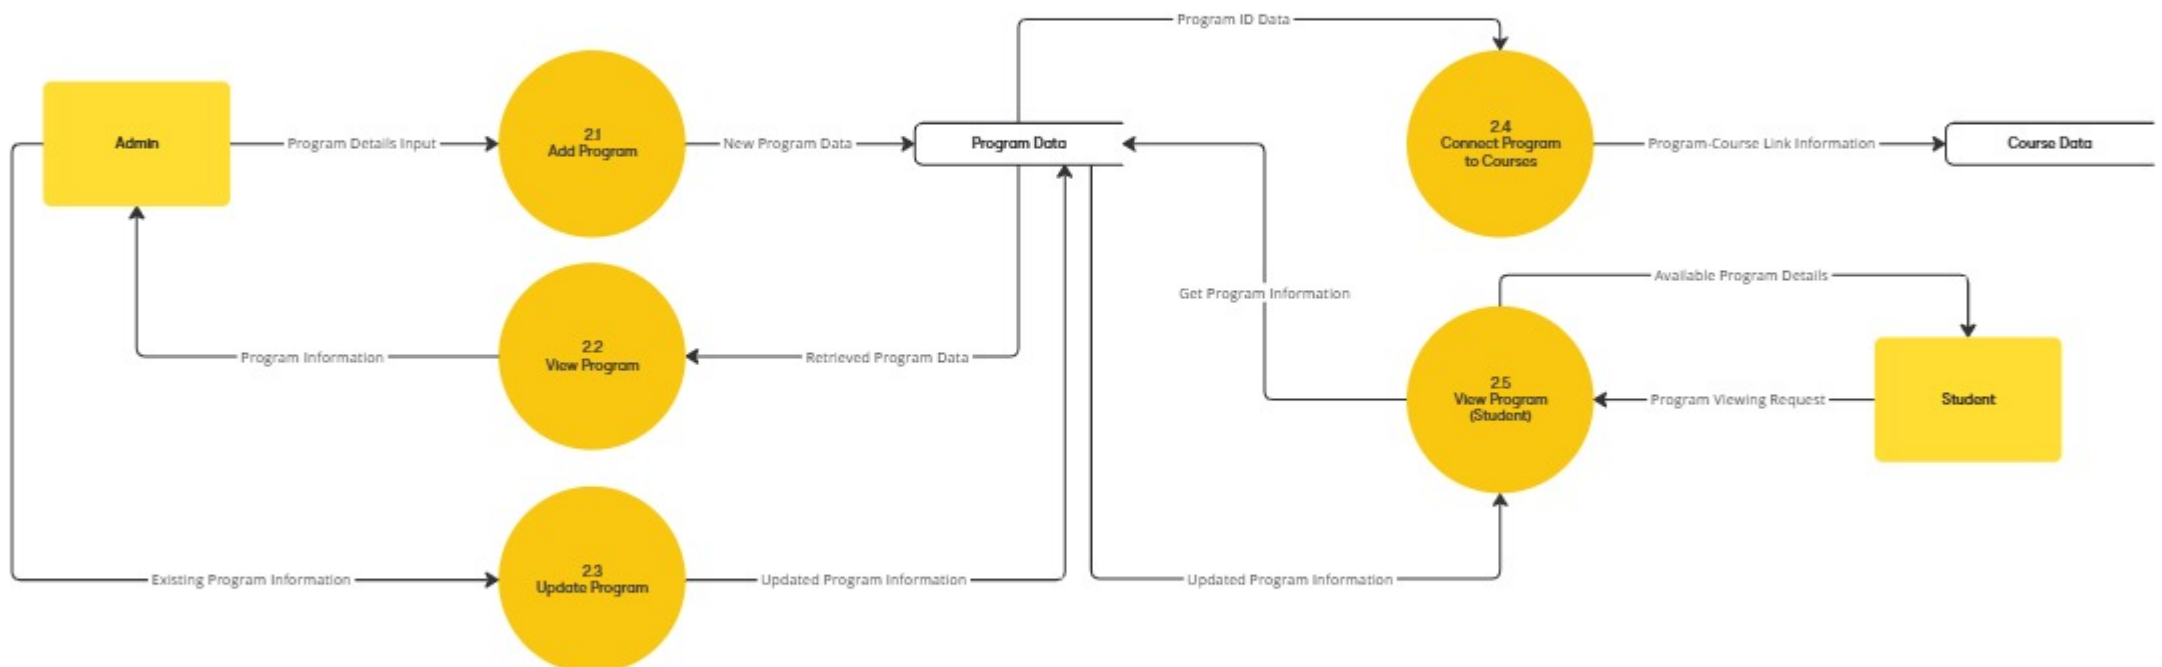 Program ID Data
Admin
Program Details Input
2.1
Add Program
New Program Data
Program Data
2.4
Connect Program
to Courses
Program-Course Link Information
Course Data
Get Program Information
Available Program Details
Program Information
2.2
View Program
Retrieved Program Data
2.5
View Program
(Student)
Program Viewing Request
Student
Existing Program Information
2.3
Update Program
Updated Program Information
Updated Program Information